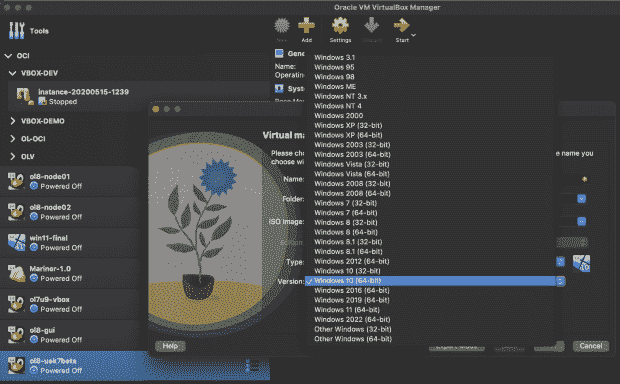 Oracle VM VirtualBox Manager
Tools
Add
Settings
Start
OCI
VBOX-DEV
instance-20200515-1239
Stopped
VBOX-DEMO
OL-OCI
OLV
ol8-node01
Powered Off
ol8-node02
Powered Off
win11-final
Powered Off
Mariner-1.0
Powered Off
ol7u9-vbox
Powered Off
ol8-gui
Powered Off
ol8-uek7beta
Powered Off
Gene
Name:
Operatin
Syste
Virtual ma
Please cho
choose wi
e name you
Name:
Folder:
ISO Image:
Edition:
Type:
Version:
Windows 3.1
Windows 95
Windows 98
Windows ME
Windows NT 3.x
Windows NT 4
Windows 2000
Windows XP (32-bit)
Windows XP (64-bit)
Windows 2003 (32-bit)
Windows 2003 (64-bit)
Windows Vista (32-bit)
Windows Vista (64-bit)
Windows 2008 (32-bit)
Windows 2008 (64-bit)
Windows 7 (32-bit)
Windows 7 (64-bit)
Windows 8 (32-bit)
Windows 8 (64-bit)
Windows 8.1 (32-bit)
Windows 8.1 (64-bit)
Windows 2012 (64-bit)
Windows 10 (32-bit)
✓ Windows 10 (64-bit)
Windows 2016 (64-bit)
Windows 2019 (64-bit)
Windows 11 (64-bit)
Windows 2022 (64-bit)
Other Windows (32-bit)
Other Windows (64-bit)
Help
Cancel